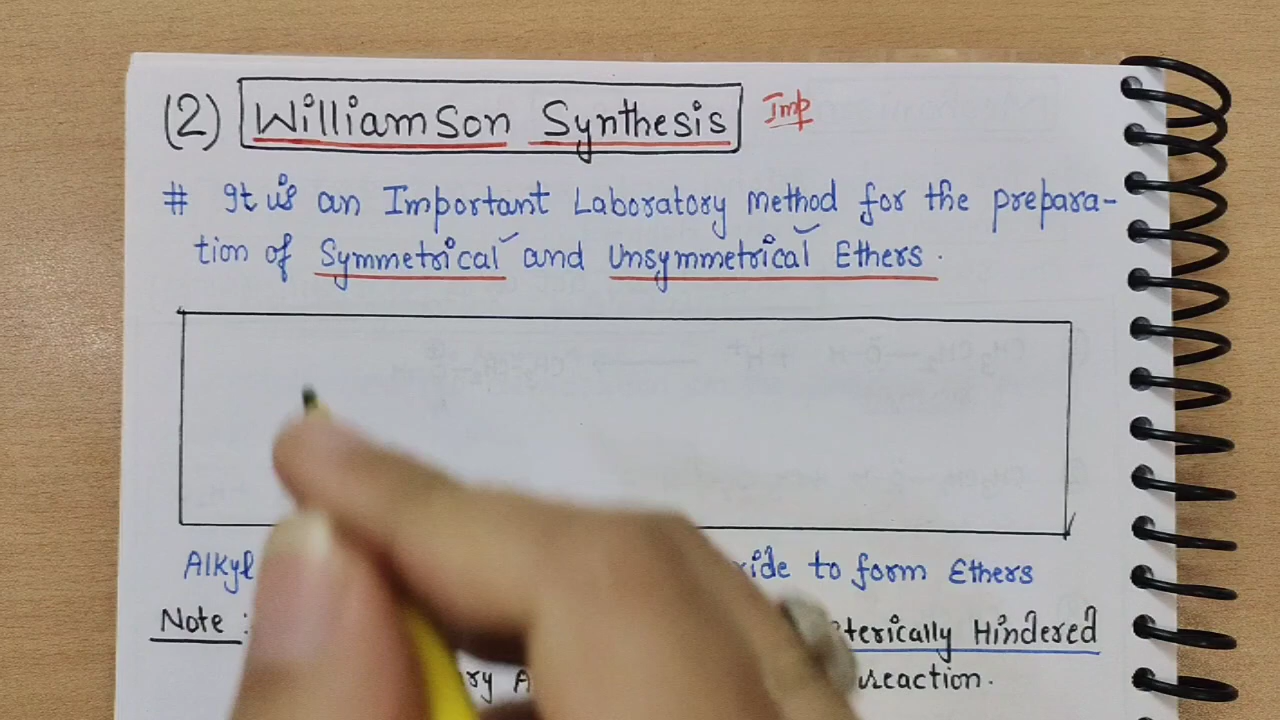 (2) Williamson Synthesis Imp
# It is an Important Laboratory method for the prepara-
tion of Symmetrical and Unsymmetrical Ethers.
Alkyl ride to form Ethers
Note : terically Hindered
ry A reaction.